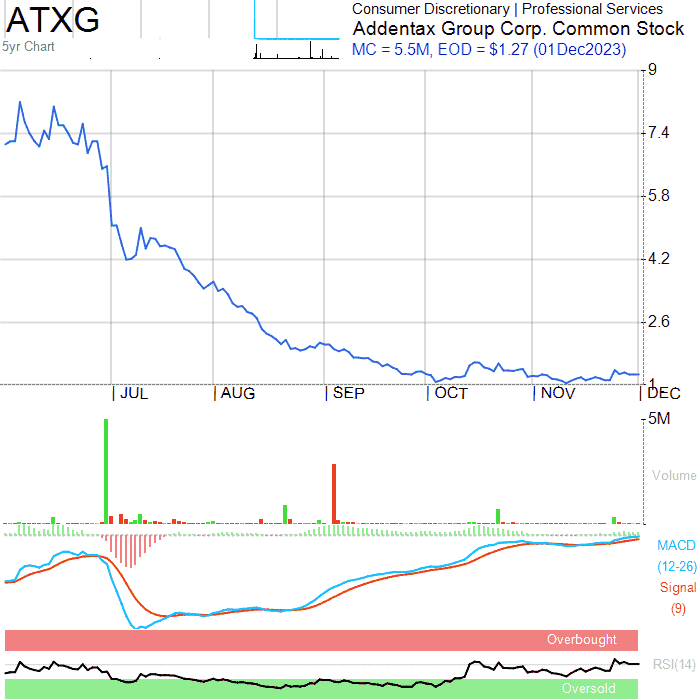 ATXG
5yr Chart
Consumer Discretionary | Professional Services
Addentax Group Corp. Common Stock
MC = 5.5M, EOD = $1.27 (01Dec2023)
9
7.4
5.8
4.2
2.6
1
| JUL | AUG | SEP | OCT | NOV | DEC
5M
Volume
MACD
(12-26)
Signal
(9)
Overbought
RSI(14)
Oversold